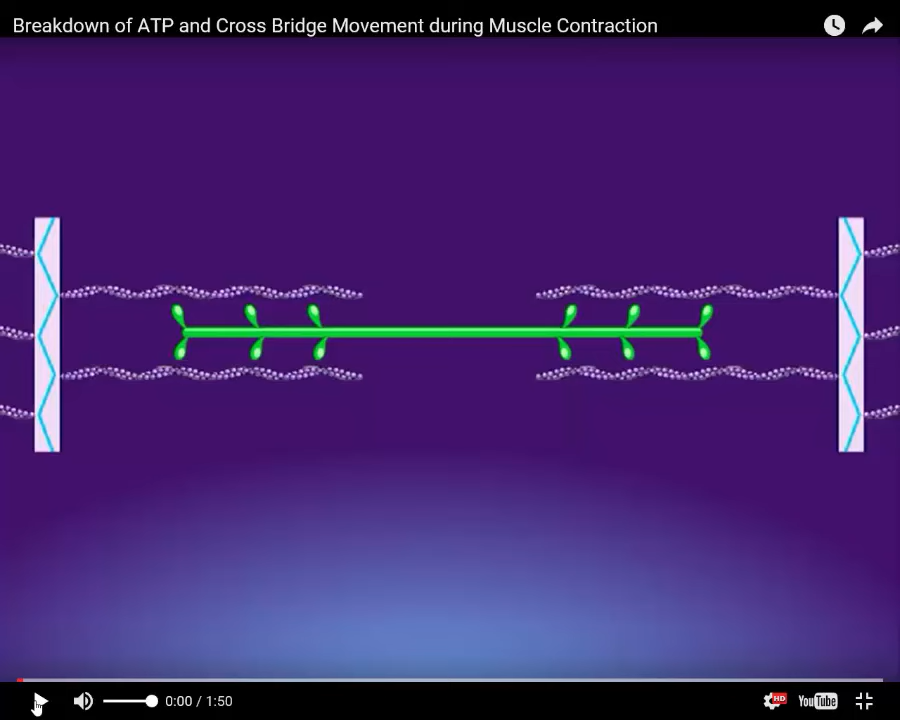 Breakdown of ATP and Cross Bridge Movement during Muscle Contraction
0:00 / 1:50
HD
YouTube